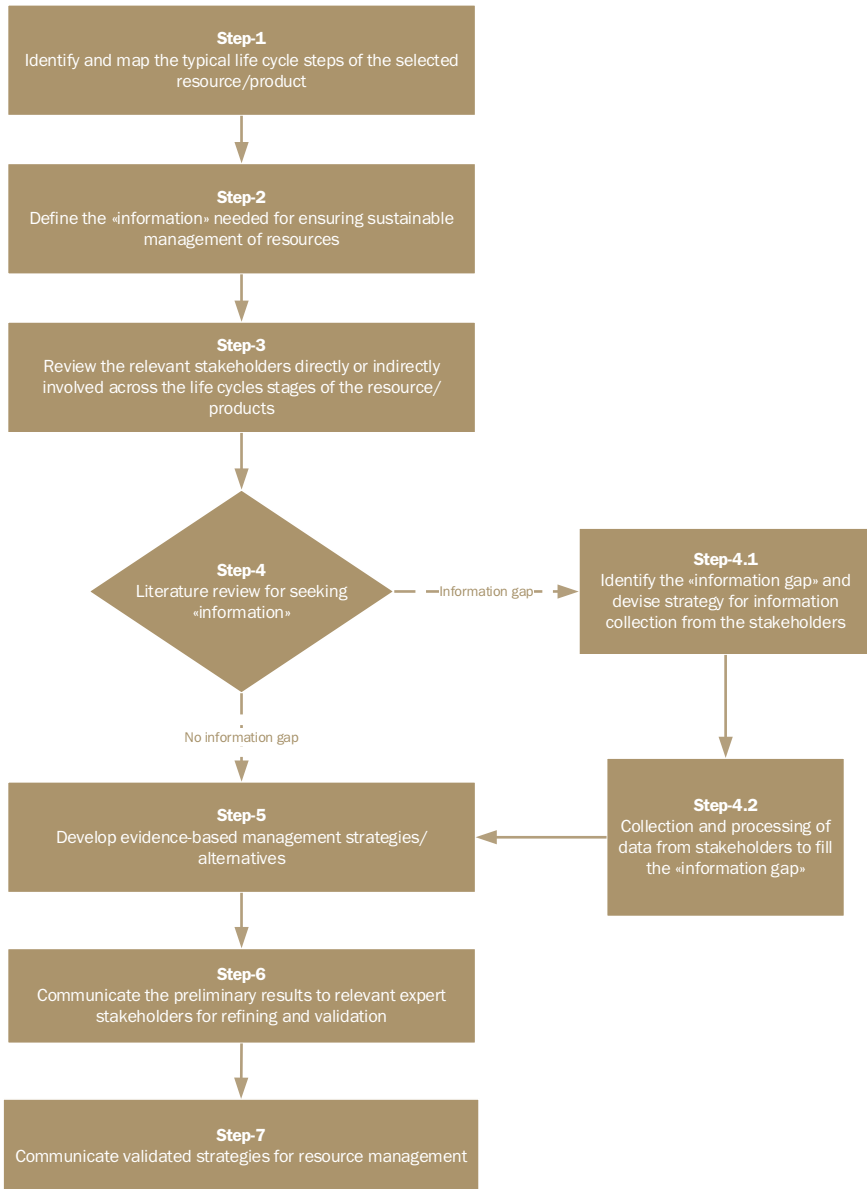 Step-1
Identify and map the typical life cycle steps of the selected
resource/product
Step-2
Define the «information» needed for ensuring sustainable
management of resources
Step-3
Review the relevant stakeholders directly or indirectly
involved across the life cycles stages of the resource/
products
Step-4
Literature review for seeking
«information»
Information gap
Step-4.1
Identify the «information gap» and
devise strategy for information
collection from the stakeholders
No information gap
Step-4.2
Collection and processing of
data from stakeholders to fill
the «information gap»
Step-5
Develop evidence-based management strategies/
alternatives
Step-6
Communicate the preliminary results to relevant expert
stakeholders for refining and validation
Step-7
Communicate validated strategies for resource management